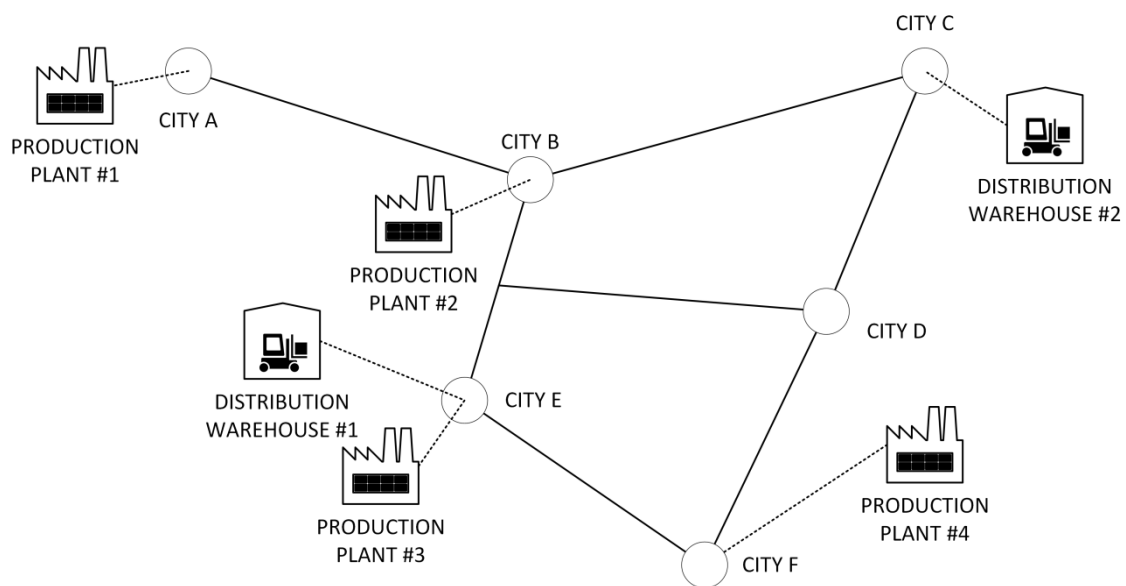 CITY C
CITY A
PRODUCTION
PLANT #1
CITY B
DISTRIBUTION
WAREHOUSE #2
PRODUCTION
PLANT #2
CITY D
DISTRIBUTION
WAREHOUSE #1
CITY E
PRODUCTION
PLANT #3
PRODUCTION
PLANT #4
CITY F